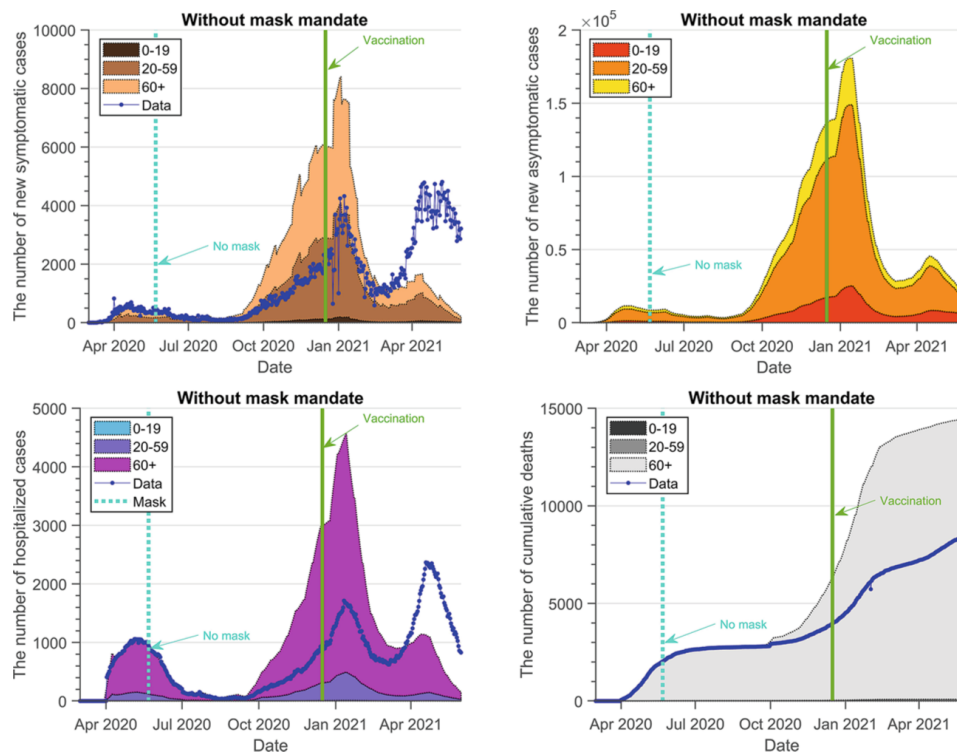 Without mask mandate
The number of new symptomatic cases
10000
8000
6000
4000
2000
0
0-19
20-59
60+
Data
Vaccination
No mask
Apr 2020
Jul 2020
Oct 2020
Jan 2021
Apr 2021
Date
Without mask mandate
The number of new asymptomatic cases
×10⁵
2
1.5
1
0.5
0
0-19
20-59
60+
Vaccination
No mask
Apr 2020
Jul 2020
Oct 2020
Jan 2021
Apr 2021
Date
Without mask mandate
The number of hospitalized cases
5000
4000
3000
2000
1000
0
0-19
20-59
60+
Data
Mask
Vaccination
No mask
Apr 2020
Jul 2020
Oct 2020
Jan 2021
Apr 2021
Date
Without mask mandate
The number of cumulative deaths
15000
10000
5000
0
0-19
20-59
60+
Data
Vaccination
No mask
Apr 2020
Jul 2020
Oct 2020
Jan 2021
Apr 2021
Date